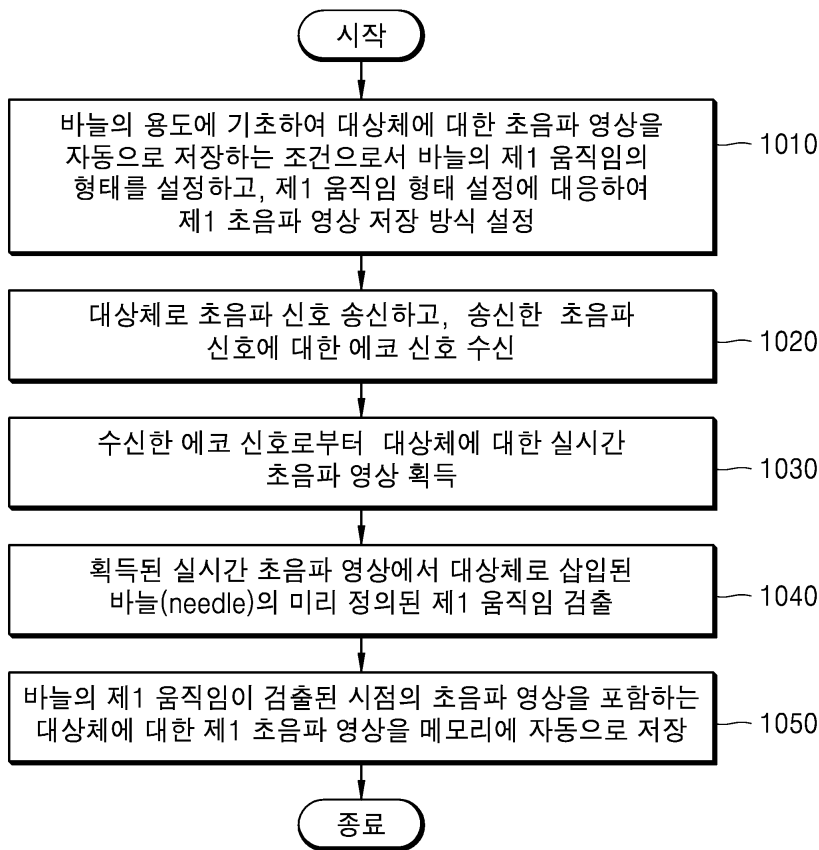 시작
바늘의 용도에 기초하여 대상체에 대한 초음파 영상을
자동으로 저장하는 조건으로서 바늘의 제1 움직임의
형태를 설정하고, 제1 움직임 형태 설정에 대응하여
제1 초음파 영상 저장 방식 설정
1010
대상체로 초음파 신호 송신하고, 송신한 초음파
신호에 대한 에코 신호 수신
1020
수신한 에코 신호로부터 대상체에 대한 실시간
초음파 영상 획득
1030
획득된 실시간 초음파 영상에서 대상체로 삽입된
바늘(needle)의 미리 정의된 제1 움직임 검출
1040
바늘의 제1 움직임이 검출된 시점의 초음파 영상을 포함하는
대상체에 대한 제1 초음파 영상을 메모리에 자동으로 저장
1050
종료